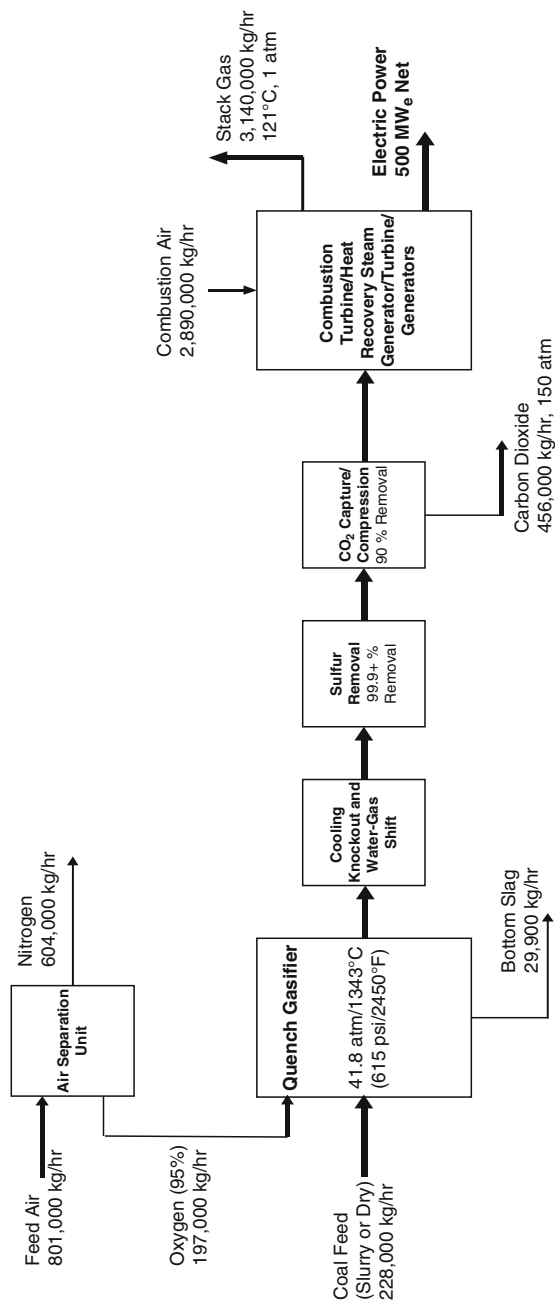 Feed Air
801,000 kg/hr
Air Separation
Unit
Nitrogen
604,000 kg/hr
Oxygen (95%)
197,000 kg/hr
Coal Feed
(Slurry or Dry)
228,000 kg/hr
Quench Gasifier
41.8 atm/1343°C
(615 psi/2450°F)
Bottom Slag
29,900 kg/hr
Cooling
Knockout and
Water-Gas
Shift
Sulfur
Removal
99.9+ %
Removal
CO₂ Capture/
Compression
90 % Removal
Carbon Dioxide
456,000 kg/hr, 150 atm
Combustion Air
2,890,000 kg/hr
Combustion
Turbine/Heat
Recovery Steam
Generator/Turbine/
Generators
Stack Gas
3,140,000 kg/hr
121°C, 1 atm
Electric Power
500 MWₑ Net